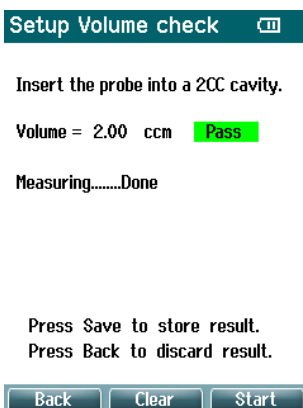 Setup Volume check
Insert the probe into a 2CC cavity.
Volume = 2.00 ccm Pass
Measuring........Done
Press Save to store result.
Press Back to discard result.
Back Clear Start